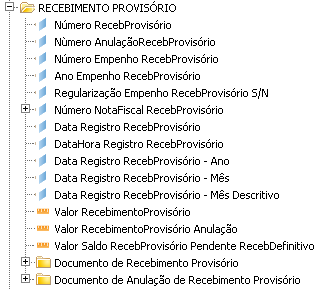 RECEBIMENTO PROVISÓRIO
Número RecebProvisório
Nùmero AnulaçãoRecebProvisório
Número Empenho RecebProvisório
Ano Empenho RecebProvisório
Regularização Empenho RecebProvisório S/N
Número NotaFiscal RecebProvisório
Data Registro RecebProvisório
DataHora Registro RecebProvisório
Data Registro RecebProvisório - Ano
Data Registro RecebProvisório - Mês
Data Registro RecebProvisório - Mês Descritivo
Valor RecebimentoProvisório
Valor RecebimentoProvisório Anulação
Valor Saldo RecebProvisório Pendente RecebDefinitivo
Documento de Recebimento Provisório
Documento de Anulação de Recebimento Provisório